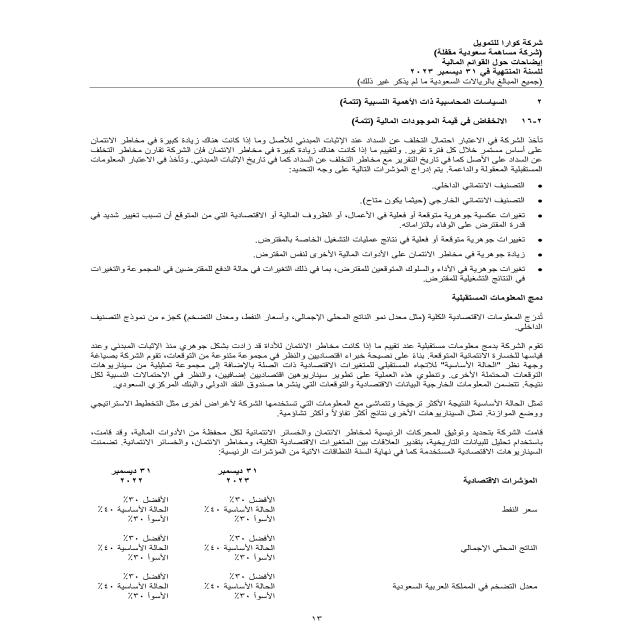 شركة كوارا للتمويل
(شركة مساهمة سعودية مقفلة)
إيضاحات حول القوائم المالية
للسنة المنتهية في ٣١ ديسمبر ٢٠٢٣
(جميع المبالغ بالريالات السعودية ما لم يذكر غير ذلك)
٢ السياسات المحاسبية ذات الأهمية النسبية (تتمة)
٢-١٦ الانخفاض في قيمة الموجودات المالية (تتمة)
تأخذ الشركة في الاعتبار احتمال التخلف عن السداد عند الإثبات المبدئي للأصل وما إذا كانت هناك زيادة كبيرة في مخاطر الائتمان
على أساس مستمر خلال كل فترة تقرير. ولتقييم ما إذا كانت هناك زيادة كبيرة في مخاطر الائتمان فإن الشركة تقارن مخاطر التخلف
عن السداد على الأصل كما في تاريخ التقرير مع مخاطر التخلف عن السداد كما في تاريخ الإثبات المبدئي. وتأخذ في الاعتبار المعلومات
المستقبلية المعقولة والداعمة. يتم إدراج المؤشرات التالية على وجه التحديد:
• التصنيف الائتماني الداخلي.
• التصنيف الائتماني الخارجي (حيثما يكون متاح).
• تغيرات عكسية جوهرية متوقعة أو فعلية في الأعمال، أو الظروف المالية أو الاقتصادية التي من المتوقع أن تسبب تغيير شديد في
قدرة المقترض على الوفاء بالتزاماته.
• تغييرات جوهرية متوقعة أو فعلية في نتائج عمليات التشغيل الخاصة بالمقترض.
• زيادة جوهرية في مخاطر الائتمان على الأدوات المالية الأخرى لنفس المقترض.
• تغيرات جوهرية في الأداء والسلوك المتوقعين للمقترض، بما في ذلك التغيرات في حالة الدفع للمقترضين في المجموعة والتغيرات
في النتائج التشغيلية للمقترض.
دمج المعلومات المستقبلية
تُدرَج المعلومات الاقتصادية الكلية (مثل معدل نمو الناتج المحلي الإجمالي، وأسعار النفط، ومعدل التضخم) كجزء من نموذج التصنيف
الداخلي.
تقوم الشركة بدمج معلومات مستقبلية عند تقييم ما إذا كانت مخاطر الائتمان للأداة قد زادت بشكل جوهري منذ الإثبات المبدئي وعند
قياسها للخسارة الائتمانية المتوقعة. بناءً على نصيحة خبراء اقتصاديين والنظر في مجموعة متنوعة من التوقعات، تقوم الشركة بصياغة
وجهة نظر "الحالة الأساسية" للاتجاه المستقبلي للمتغيرات الاقتصادية ذات الصلة بالإضافة إلى مجموعة تمثيلية من سيناريوهات
التوقعات المحتملة الأخرى. وتنطوي هذه العملية على تطوير سيناريوهين اقتصاديين إضافيين، والنظر في الاحتمالات النسبية لكل
نتيجة. تتضمن المعلومات الخارجية البيانات الاقتصادية والتوقعات التي ينشرها صندوق النقد الدولي والبنك المركزي السعودي.
تمثل الحالة الأساسية النتيجة الأكثر ترجيحًا وتتماشى مع المعلومات التي تستخدمها الشركة لأغراض أخرى مثل التخطيط الاستراتيجي
ووضع الموازنة. تمثل السيناريوهات الأخرى نتائج أكثر تفاؤلاً وأكثر تشاؤمية.
قامت الشركة بتحديد وتوثيق المحركات الرئيسية لمخاطر الائتمان والخسائر الائتمانية لكل محفظة من الأدوات المالية، وقد قامت،
باستخدام تحليل للبيانات التاريخية، بتقدير العلاقات بين المتغيرات الاقتصادية الكلية، ومخاطر الائتمان، والخسائر الائتمانية. تضمنت
السيناريوهات الاقتصادية المستخدمة كما في نهاية السنة النطاقات الآتية من المؤشرات الرئيسية:
٣١ ديسمبر ٣١ ديسمبر
المؤشرات الاقتصادية ٢٠٢٣ ٢٠٢٢
الأفضل ٣٠٪ الأفضل ٣٠٪
سعر النفط الحالة الأساسية ٤٠٪ الحالة الأساسية ٤٠٪
الأسوأ ٣٠٪ الأسوأ ٣٠٪
الأفضل ٣٠٪ الأفضل ٣٠٪
الناتج المحلي الإجمالي الحالة الأساسية ٤٠٪ الحالة الأساسية ٤٠٪
الأسوأ ٣٠٪ الأسوأ ٣٠٪
الأفضل ٣٠٪ الأفضل ٣٠٪
معدل التضخم في المملكة العربية السعودية الحالة الأساسية ٤٠٪ الحالة الأساسية ٤٠٪
الأسوأ ٣٠٪ الأسوأ ٣٠٪
١٣